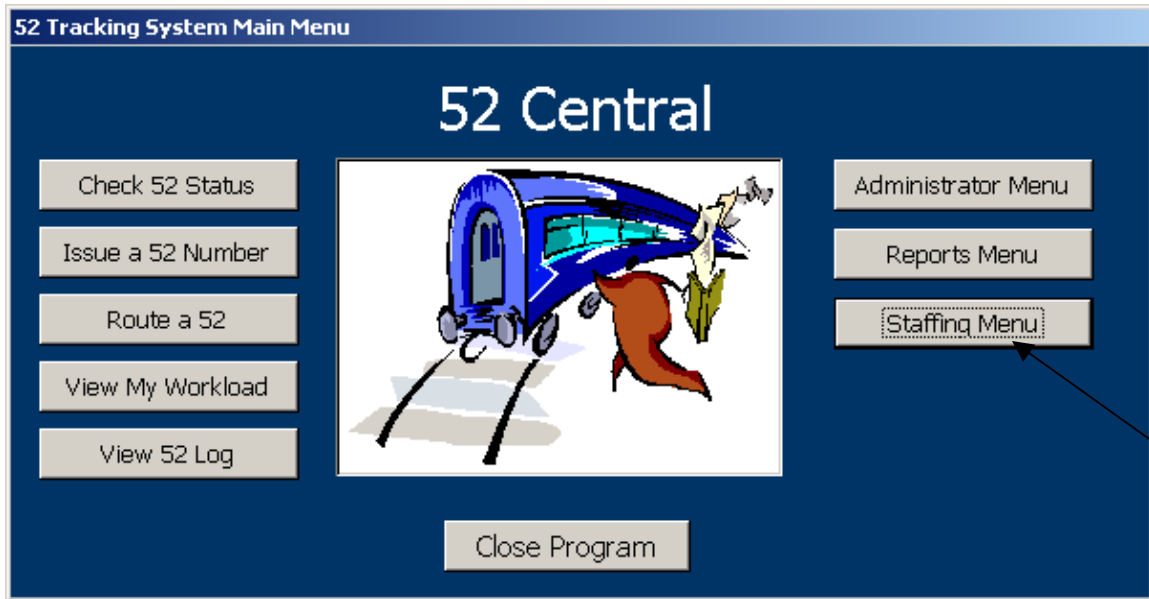 52 Tracking System Main Menu
52 Central
Check 52 Status
Issue a 52 Number
Route a 52
View My Workload
View 52 Log
Administrator Menu
Reports Menu
Staffing Menu
Close Program